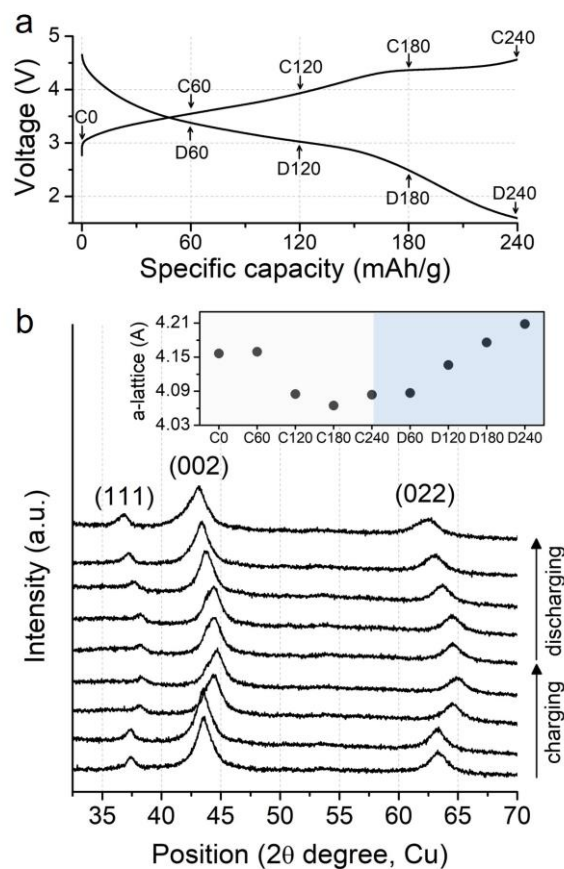 a
5
4
3
2
Voltage (V)
C0
C60
C120
C180
C240
D60
D120
D180
D240
0 60 120 180 240
Specific capacity (mAh/g)
b
4.21
4.15
4.09
4.03
a-lattice (A)
C0 C60 C120 C180 C240 D60 D120 D180 D240
(111) (002) (022)
Intensity (a.u.)
discharging
charging
35 40 45 50 55 60 65 70
Position (2θ degree, Cu)